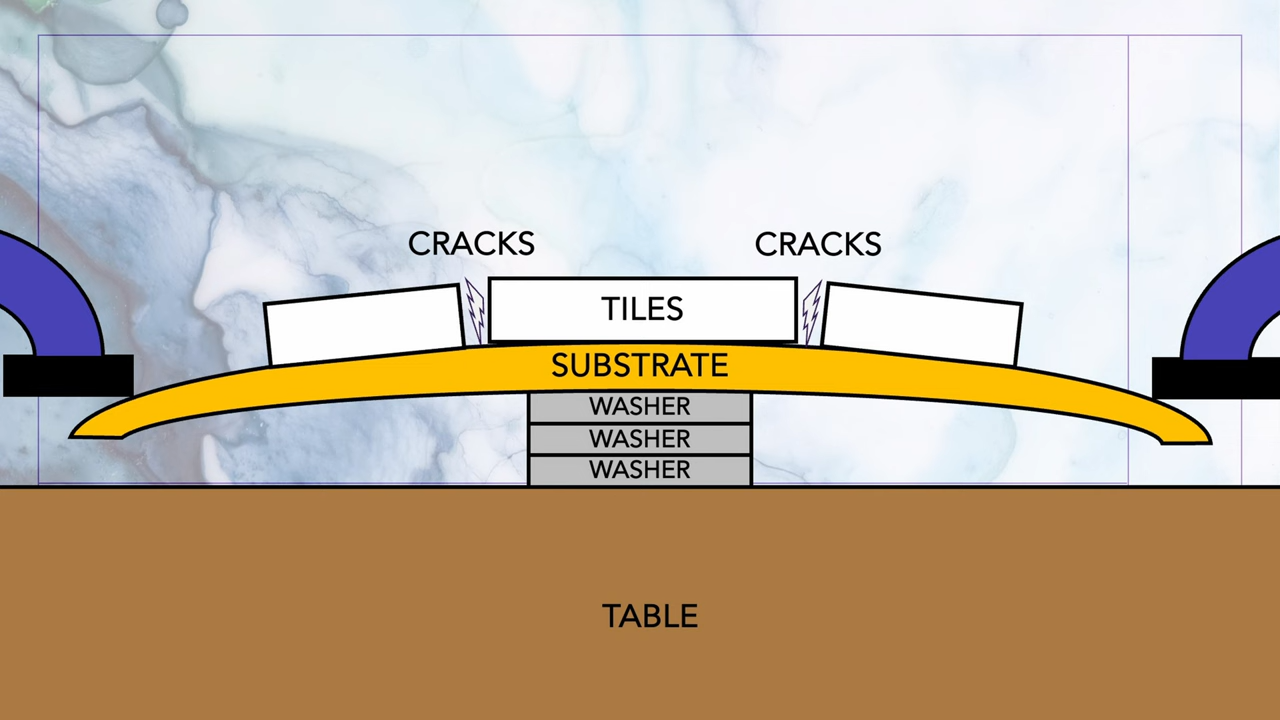 CRACKS
CRACKS
TILES
SUBSTRATE
WASHER
WASHER
WASHER
TABLE